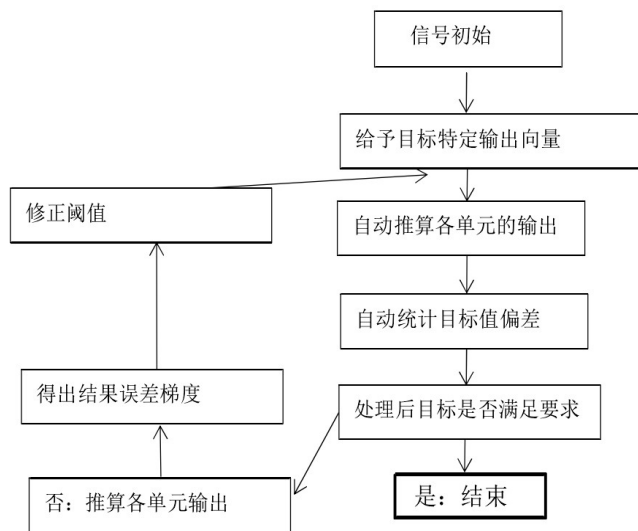 信号初始
给予目标特定输出向量
修正阈值
自动推算各单元的输出
自动统计目标值偏差
得出结果误差梯度
处理后目标是否满足要求
否：推算各单元输出
是：结束